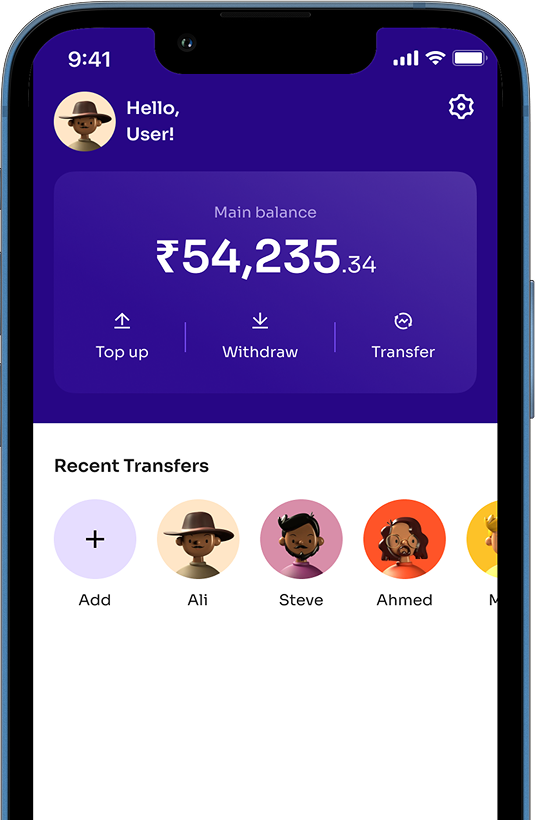 9:41
Hello,
User!
Main balance
₹54,235.34
Top up
Withdraw
Transfer
Recent Transfers
Add
Ali
Steve
Ahmed